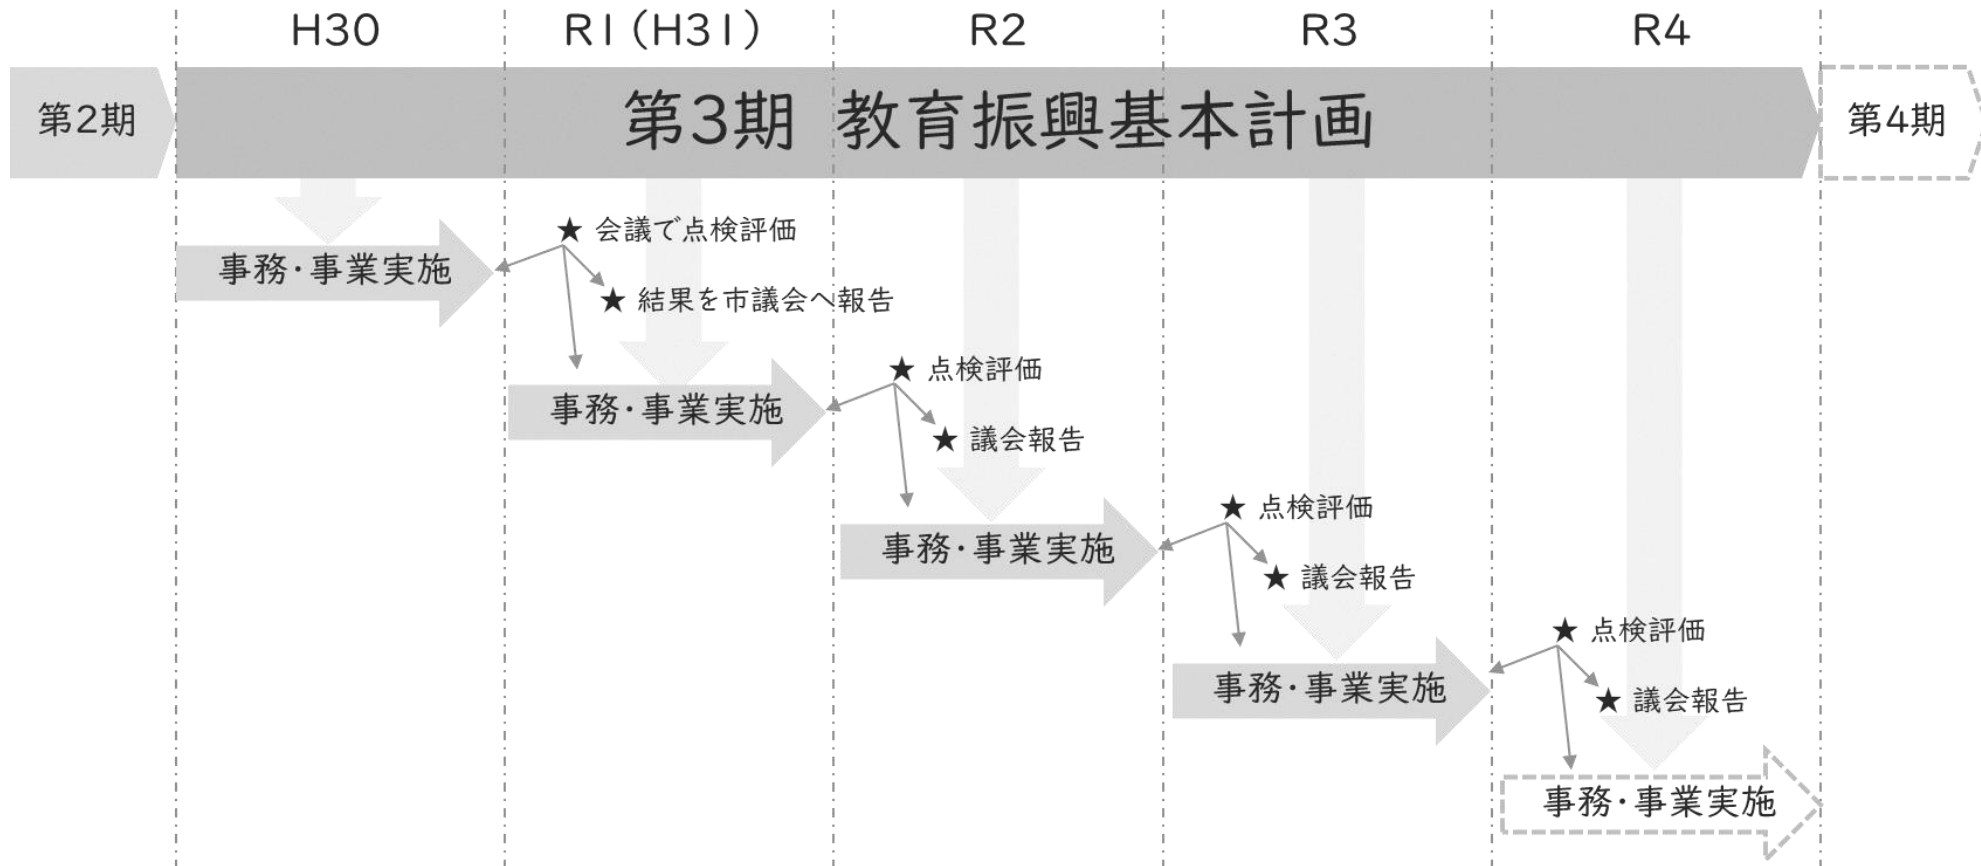 H30
R1(H31)
R2
R3
R4
第2期
第3期 教育振興基本計画
第4期
★ 会議で点検評価
事務・事業実施
★ 結果を市議会へ報告
★ 点検評価
事務・事業実施
★ 議会報告
★ 点検評価
事務・事業実施
★ 議会報告
★ 点検評価
事務・事業実施
★ 議会報告
事務・事業実施